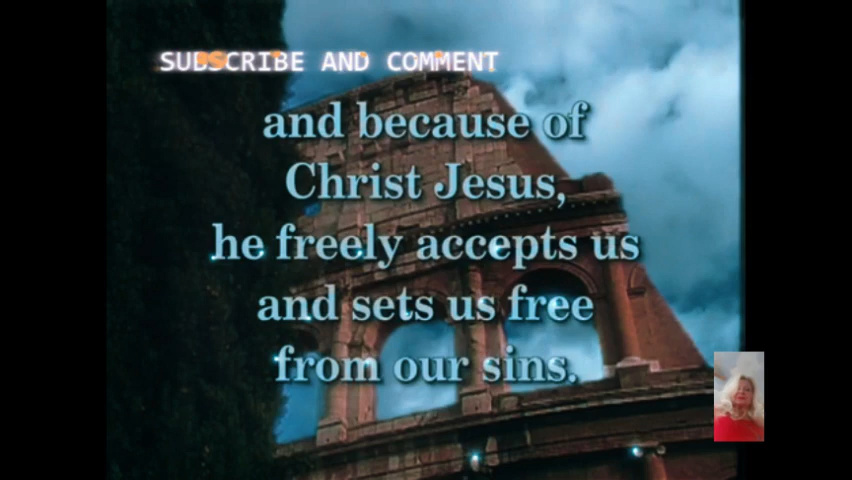 SUBSCRIBE AND COMMENT
and because of
Christ Jesus,
he freely accepts us
and sets us free
from our sins.